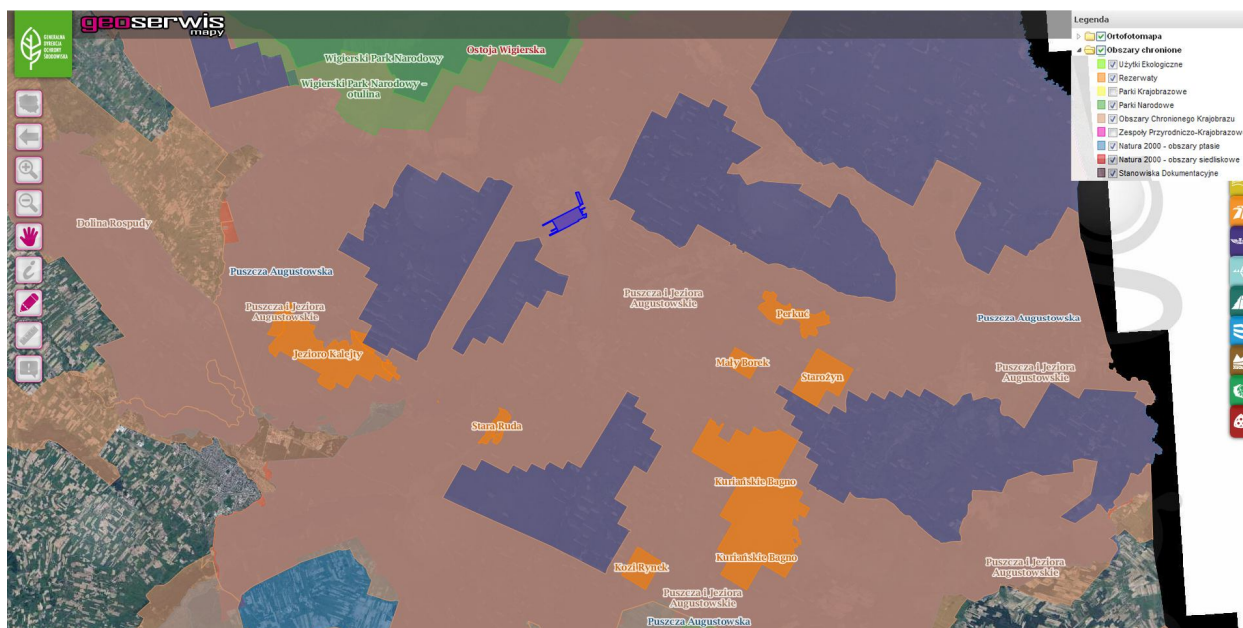 GENERALNA
DYREKCJA
OCHRONY
ŚRODOWISKA
geoserwis
mapy
Legenda
Ortofotomapa
Obszary chronione
Użytki Ekologiczne
Rezerwaty
Parki Krajobrazowe
Parki Narodowe
Obszary Chronionego Krajobrazu
Zespoły Przyrodniczo-Krajobrazow
Natura 2000 - obszary ptasie
Natura 2000 - obszary siedliskowe
Stanowiska Dokumentacyjne
Ostoja Wigierska
Wigierski Park Narodowy
Wigierski Park Narodowy –
otulina
Dolina Rospudy
Puszcza Augustowska
Puszcza i Jeziora
Augustowskie
Jezioro Kalejty
Puszcza i Jeziora
Augustowskie
Perkuć
Puszcza Augustowska
Mały Borek
Starożyn
Puszcza i Jeziora
Augustowskie
Stara Ruda
Kuriańskie Bagno
Kuriańskie Bagno
Kozi Rynek
Puszcza i Jeziora
Augustowskie
Puszcza i Jeziora
Augustowskie
Puszcza Augustowska